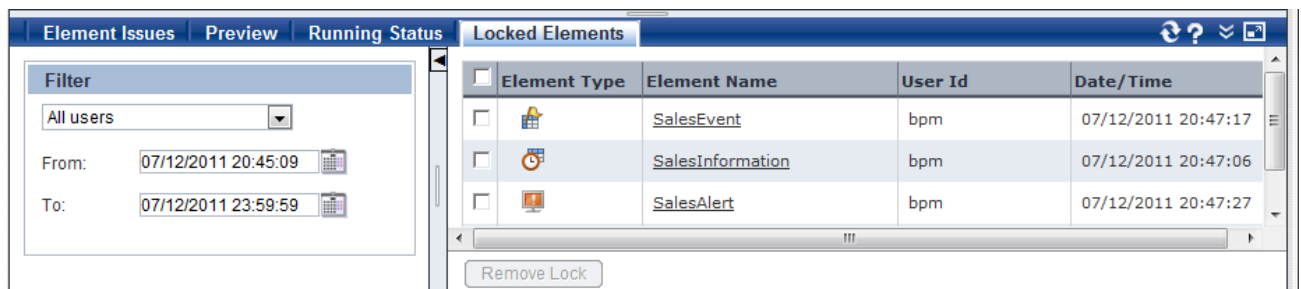 Element Issues Preview Running Status Locked Elements
Filter
All users
From: 07/12/2011 20:45:09
To: 07/12/2011 23:59:59
Element Type Element Name User Id Date/Time
SalesEvent bpm 07/12/2011 20:47:17
SalesInformation bpm 07/12/2011 20:47:06
SalesAlert bpm 07/12/2011 20:47:27
Remove Lock